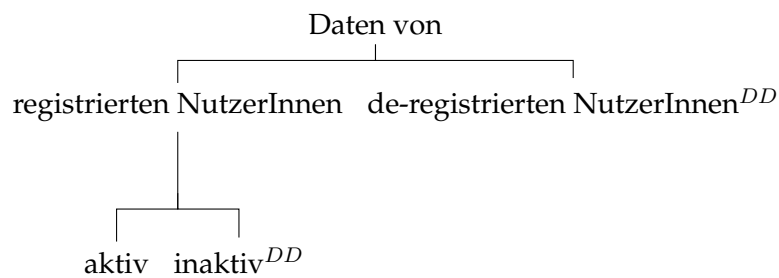 Daten von
registrierten NutzerInnen de-registrierten NutzerInnen^DD
aktiv inaktiv^DD